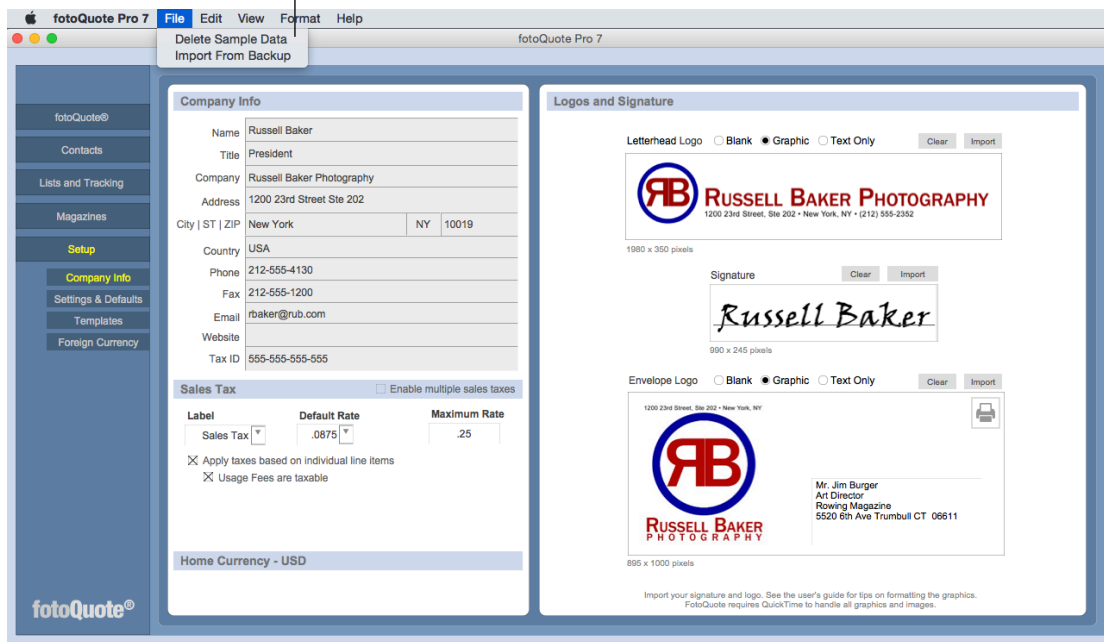 fotoQuote Pro 7 File Edit View Format Help
Delete Sample Data
Import From Backup
fotoQuote Pro 7
fotoQuote®
Contacts
Lists and Tracking
Magazines
Setup
Company Info
Settings & Defaults
Templates
Foreign Currency
fotoQuote®
Company Info
Name Russell Baker
Title President
Company Russell Baker Photography
Address 1200 23rd Street Ste 202
City | ST | ZIP New York NY 10019
Country USA
Phone 212-555-4130
Fax 212-555-1200
Email rbaker@rub.com
Website
Tax ID 555-555-555-555
Sales Tax Enable multiple sales taxes
Label Default Rate Maximum Rate
Sales Tax .0875 .25
Apply taxes based on individual line items
Usage Fees are taxable
Home Currency - USD
Logos and Signature
Letterhead Logo Blank Graphic Text Only Clear Import
RB RUSSELL BAKER PHOTOGRAPHY
1200 23rd Street, Ste 202 • New York, NY • (212) 555-2352
1980 x 350 pixels
Signature Clear Import
Russell Baker
990 x 245 pixels
Envelope Logo Blank Graphic Text Only Clear Import
1200 23rd Street, Ste 202 • New York, NY
RB
RUSSELL BAKER
PHOTOGRAPHY
Mr. Jim Burger
Art Director
Rowing Magazine
5520 6th Ave Trumbull CT 06611
895 x 1000 pixels
Import your signature and logo. See the user's guide for tips on formatting the graphics.
FotoQuote requires QuickTime to handle all graphics and images.